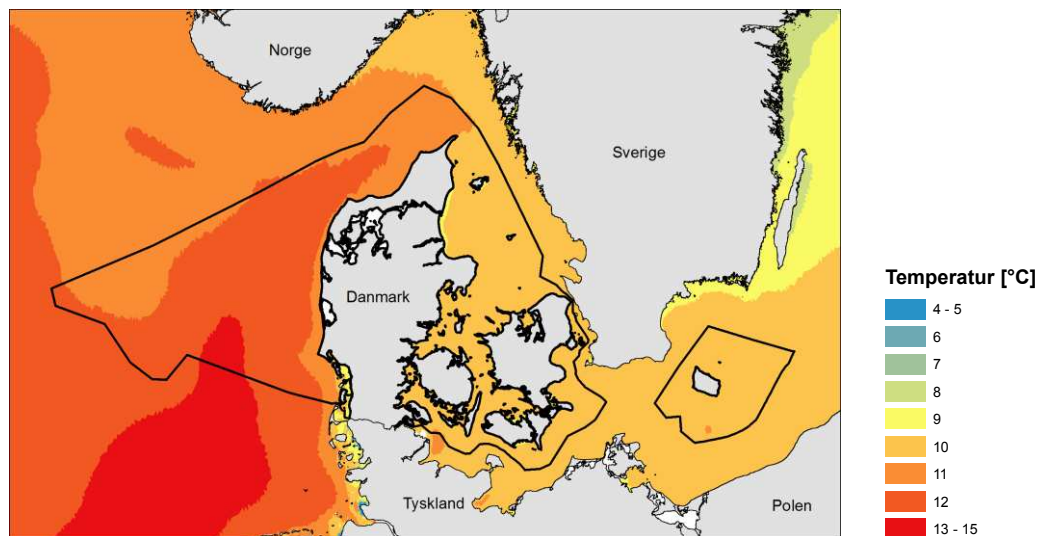 Norge
Sverige
Danmark
Tyskland
Polen
Temperatur [°C]
4 - 5
6
7
8
9
10
11
12
13 - 15